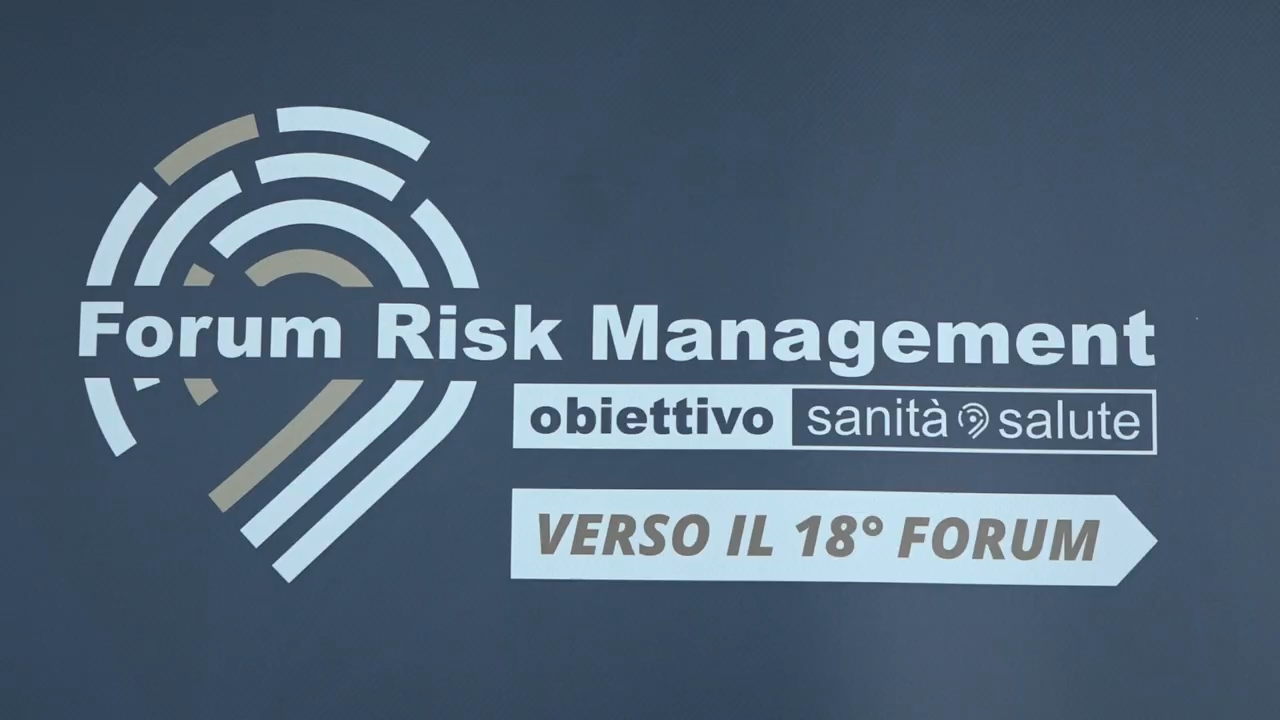 Forum Risk Management
obiettivo sanità salute
VERSO IL 18° FORUM